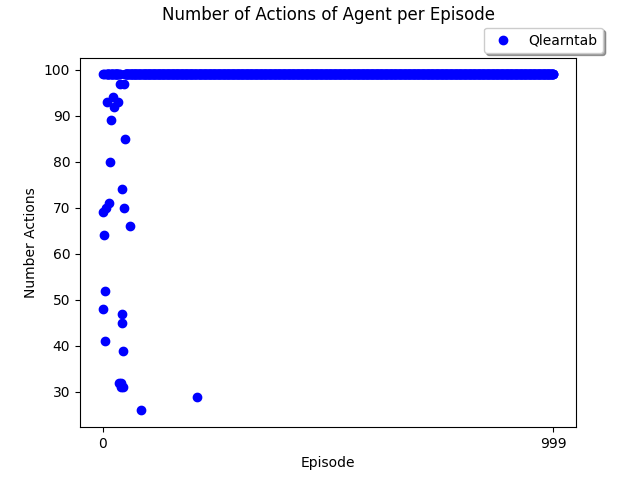 Number of Actions of Agent per Episode
Qlearntab
100
90
80
70
60
50
40
30
Number Actions
0
999
Episode